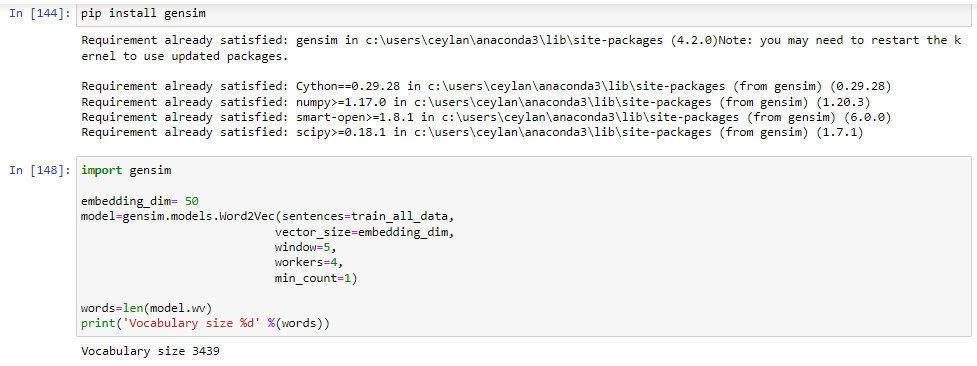 In [144]: pip install gensim
Requirement already satisfied: gensim in c:\users\ceylan\anaconda3\lib\site-packages (4.2.0)Note: you may need to restart the k
ernel to use updated packages.
Requirement already satisfied: Cython==0.29.28 in c:\users\ceylan\anaconda3\lib\site-packages (from gensim) (0.29.28)
Requirement already satisfied: numpy>=1.17.0 in c:\users\ceylan\anaconda3\lib\site-packages (from gensim) (1.20.3)
Requirement already satisfied: smart-open>=1.8.1 in c:\users\ceylan\anaconda3\lib\site-packages (from gensim) (6.0.0)
Requirement already satisfied: scipy>=0.18.1 in c:\users\ceylan\anaconda3\lib\site-packages (from gensim) (1.7.1)
In [148]: import gensim
embedding_dim= 50
model=gensim.models.Word2Vec(sentences=train_all_data,
vector_size=embedding_dim,
window=5,
workers=4,
min_count=1)
words=len(model.wv)
print('Vocabulary size %d' %(words))
Vocabulary size 3439